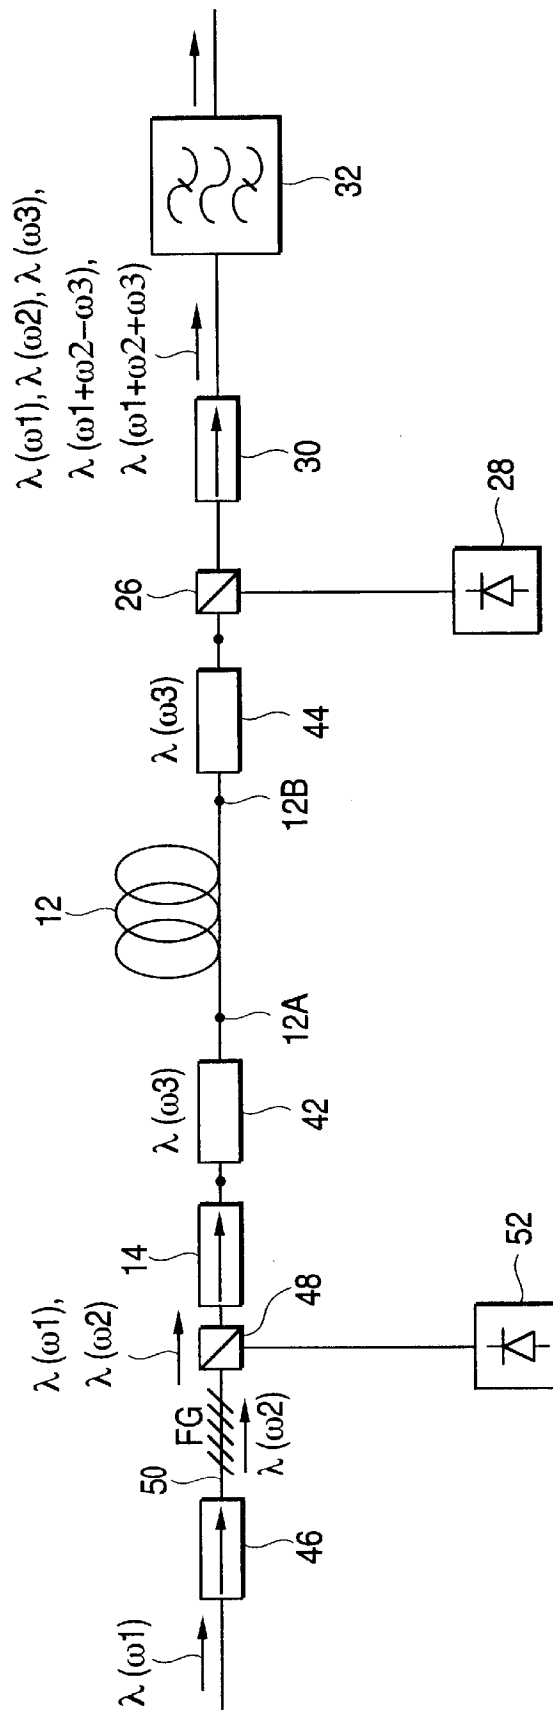 λ(ω1)
46
50
FG
λ(ω2)
λ(ω1),
λ(ω2)
48
52
14
λ(ω3)
42
12A
12
12B
λ(ω3)
44
26
28
30
λ(ω1), λ(ω2), λ(ω3),
λ(ω1+ω2−ω3),
λ(ω1+ω2+ω3)
32